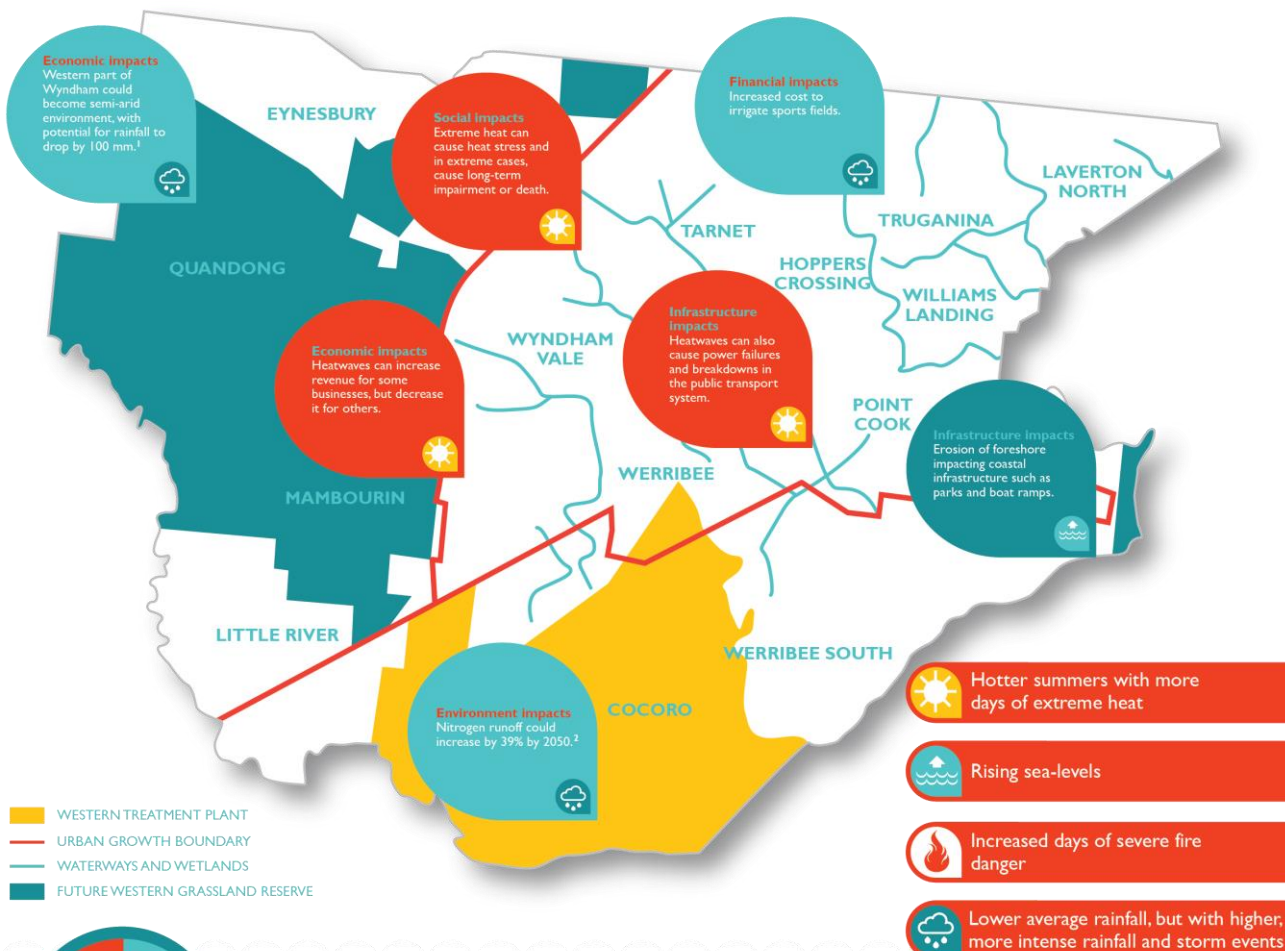 Economic impacts
Western part of
Wyndham could
become semi-arid
environment, with
potential for rainfall to
drop by 100 mm.¹
EYNESBURY
Social impacts
Extreme heat can
cause heat stress and
in extreme cases,
cause long-term
impairment or death.
Financial impacts
Increased cost to
irrigate sports fields.
LAVERTON
NORTH
TRUGANINA
TARNET
QUANDONG
HOPPERS
CROSSING
WILLIAMS
LANDING
Economic impacts
Heatwaves can increase
revenue for some
businesses, but decrease
it for others.
WYNDHAM
VALE
Infrastructure
impacts
Heatwaves can also
cause power failures
and breakdowns in
the public transport
system.
POINT
COOK
Infrastructure impacts
Erosion of foreshore
impacting coastal
infrastructure such as
parks and boat ramps.
WERRIBEE
MAMBOURIN
LITTLE RIVER
WERRIBEE SOUTH
Environment impacts
Nitrogen runoff could
increase by 39% by 2050.²
COCORO
Hotter summers with more
days of extreme heat
Rising sea-levels
Increased days of severe fire
danger
Lower average rainfall, but with higher,
more intense rainfall and storm events
WESTERN TREATMENT PLANT
URBAN GROWTH BOUNDARY
WATERWAYS AND WETLANDS
FUTURE WESTERN GRASSLAND RESERVE